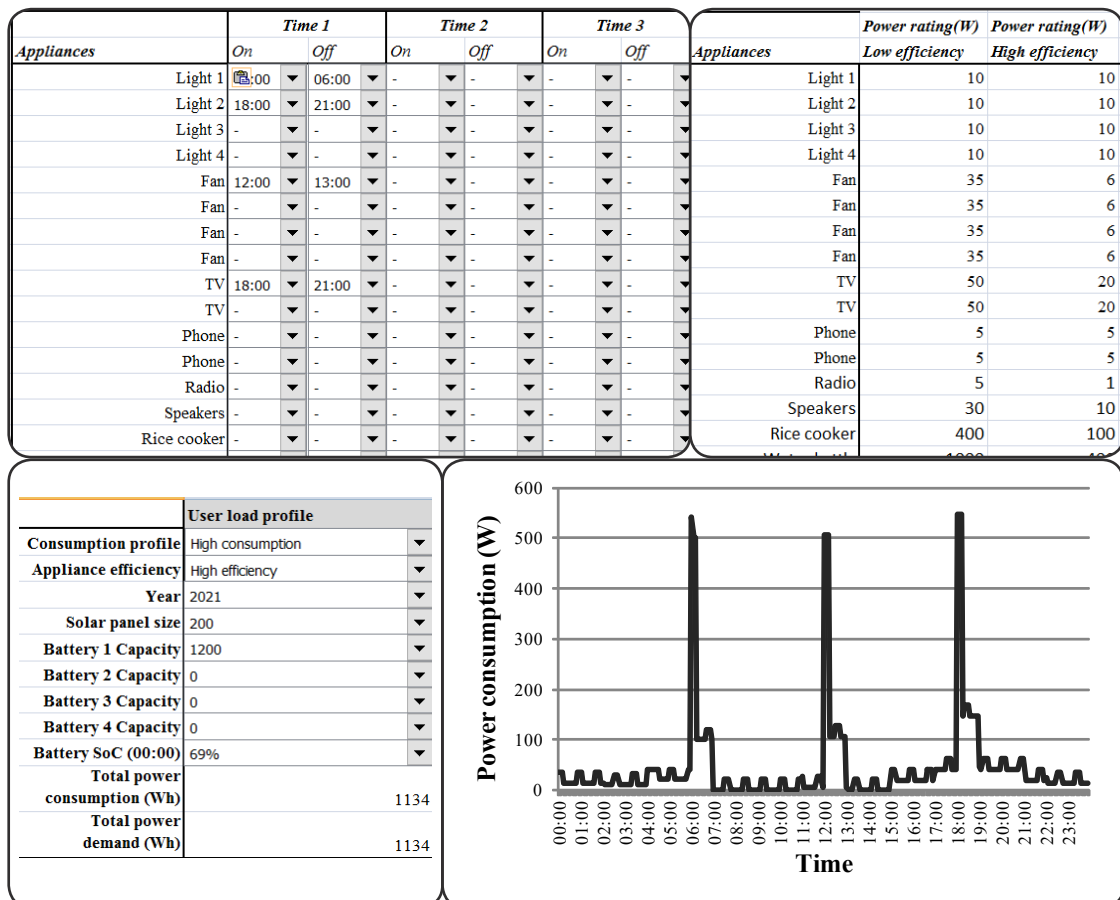 Time 1 Time 2 Time 3
Appliances On Off On Off On Off
Light 1 :00 06:00 - - - -
Light 2 18:00 21:00 - - - -
Light 3 - - - - - -
Light 4 - - - - - -
Fan 12:00 13:00 - - - -
Fan - - - - - -
Fan - - - - - -
Fan - - - - - -
TV 18:00 21:00 - - - -
TV - - - - - -
Phone - - - - - -
Phone - - - - - -
Radio - - - - - -
Speakers - - - - - -
Rice cooker - - - - - -
Power rating(W) Power rating(W)
Appliances Low efficiency High efficiency
Light 1 10 10
Light 2 10 10
Light 3 10 10
Light 4 10 10
Fan 35 6
Fan 35 6
Fan 35 6
Fan 35 6
TV 50 20
TV 50 20
Phone 5 5
Phone 5 5
Radio 5 1
Speakers 30 10
Rice cooker 400 100
User load profile
Consumption profile High consumption
Appliance efficiency High efficiency
Year 2021
Solar panel size 200
Battery 1 Capacity 1200
Battery 2 Capacity 0
Battery 3 Capacity 0
Battery 4 Capacity 0
Battery SoC (00:00) 69%
Total power
consumption (Wh) 1134
Total power
demand (Wh) 1134
Power consumption (W)
600
500
400
300
200
100
0
00:00 01:00 02:00 03:00 04:00 05:00 06:00 07:00 08:00 09:00 10:00 11:00 12:00 13:00 14:00 15:00 16:00 17:00 18:00 19:00 20:00 21:00 22:00 23:00
Time